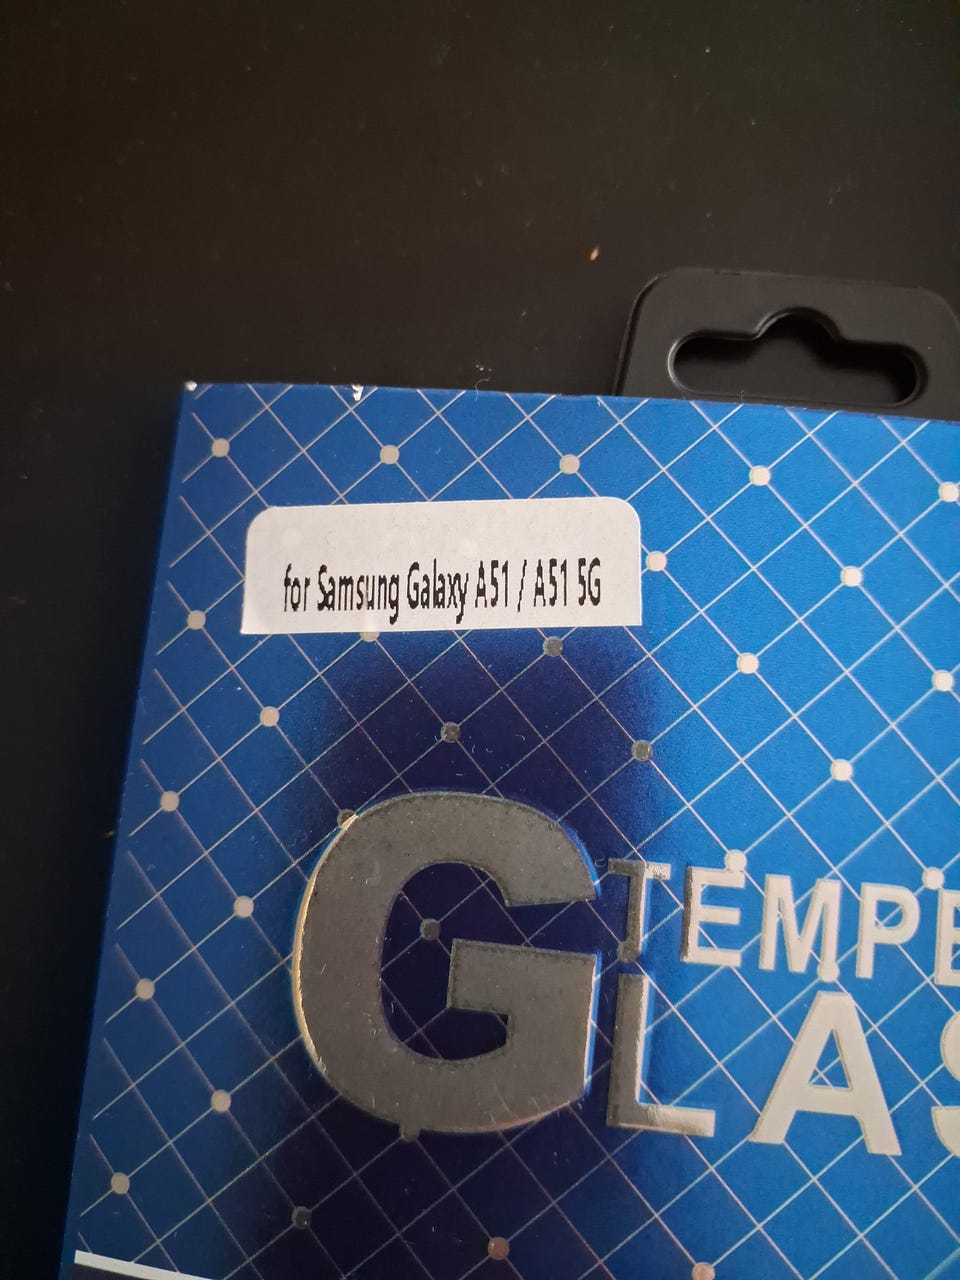 for Samsung Galaxy A51 / A51 5G
TEMPE
GLAS